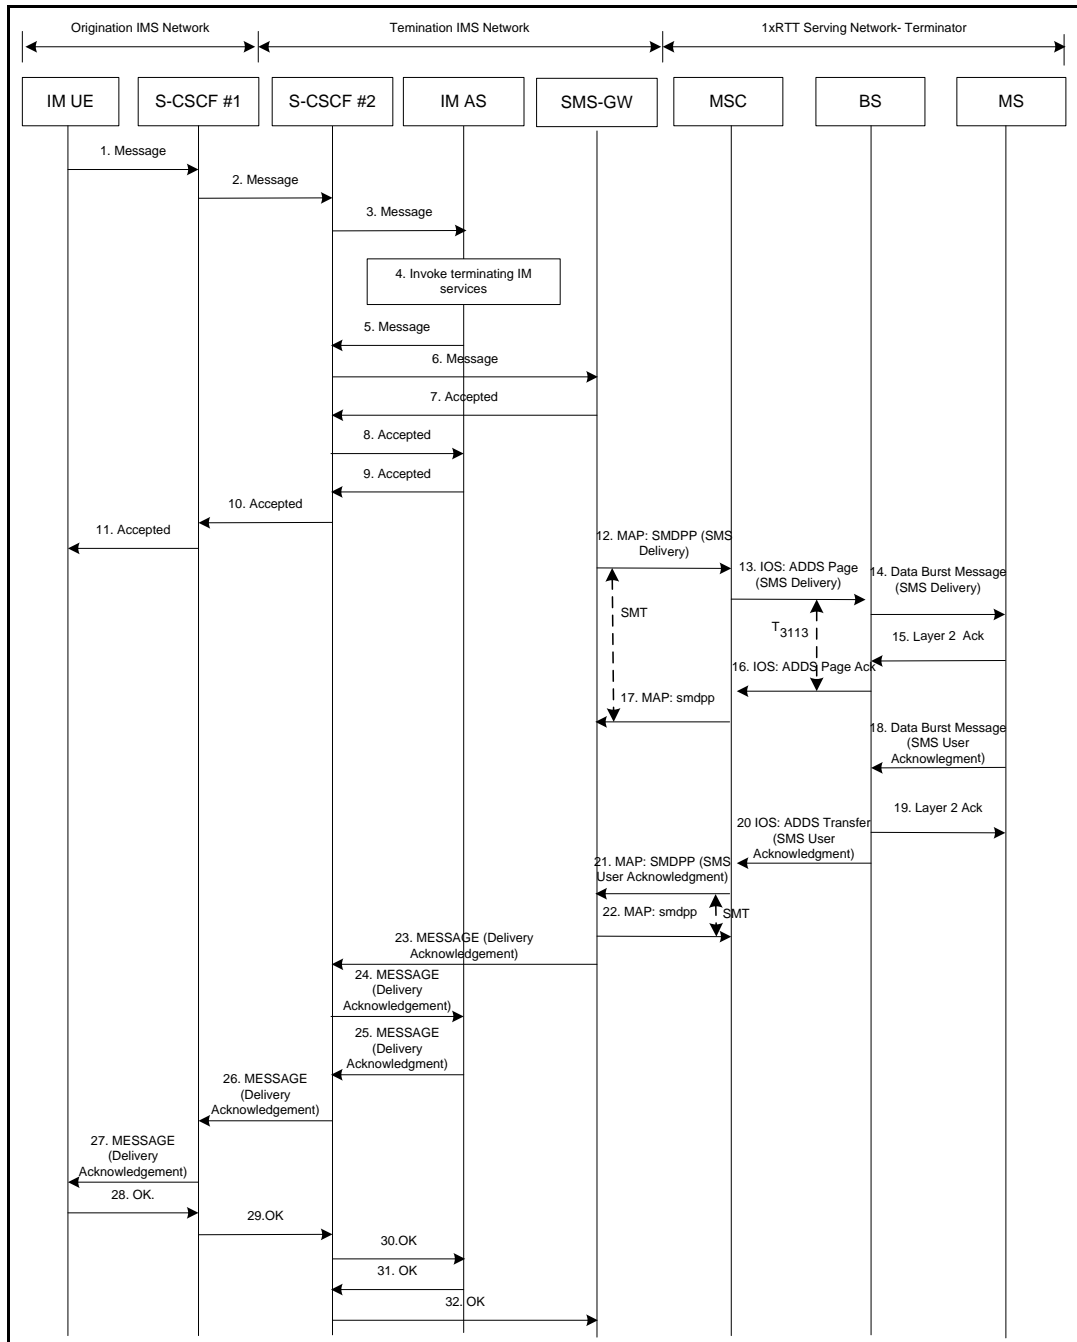 Origination IMS Network
Temination IMS Network
1xRTT Serving Network- Terminator
IM UE
S-CSCF #1
S-CSCF #2
IM AS
SMS-GW
MSC
BS
MS
1. Message
2. Message
3. Message
4. Invoke terminating IM
services
5. Message
6. Message
7. Accepted
8. Accepted
9. Accepted
10. Accepted
11. Accepted
12. MAP: SMDPP (SMS
Delivery)
13. IOS: ADDS Page
(SMS Delivery)
14. Data Burst Message
(SMS Delivery)
SMT
T3113
15. Layer 2 Ack
16. IOS: ADDS Page Ack
17. MAP: smdpp
18. Data Burst Message
(SMS User
Acknowlegment)
19. Layer 2 Ack
20 IOS: ADDS Transfer
(SMS User
Acknowledgment)
21. MAP: SMDPP (SMS
User Acknowledgment)
22. MAP: smdpp
SMT
23. MESSAGE (Delivery
Acknowledgement)
24. MESSAGE
(Delivery
Acknowledgement)
25. MESSAGE
(Delivery
Acknowledgment)
26. MESSAGE
(Delivery
Acknowledgement)
27. MESSAGE
(Delivery
Acknowledgement)
28. OK.
29.OK
30.OK
31. OK
32. OK